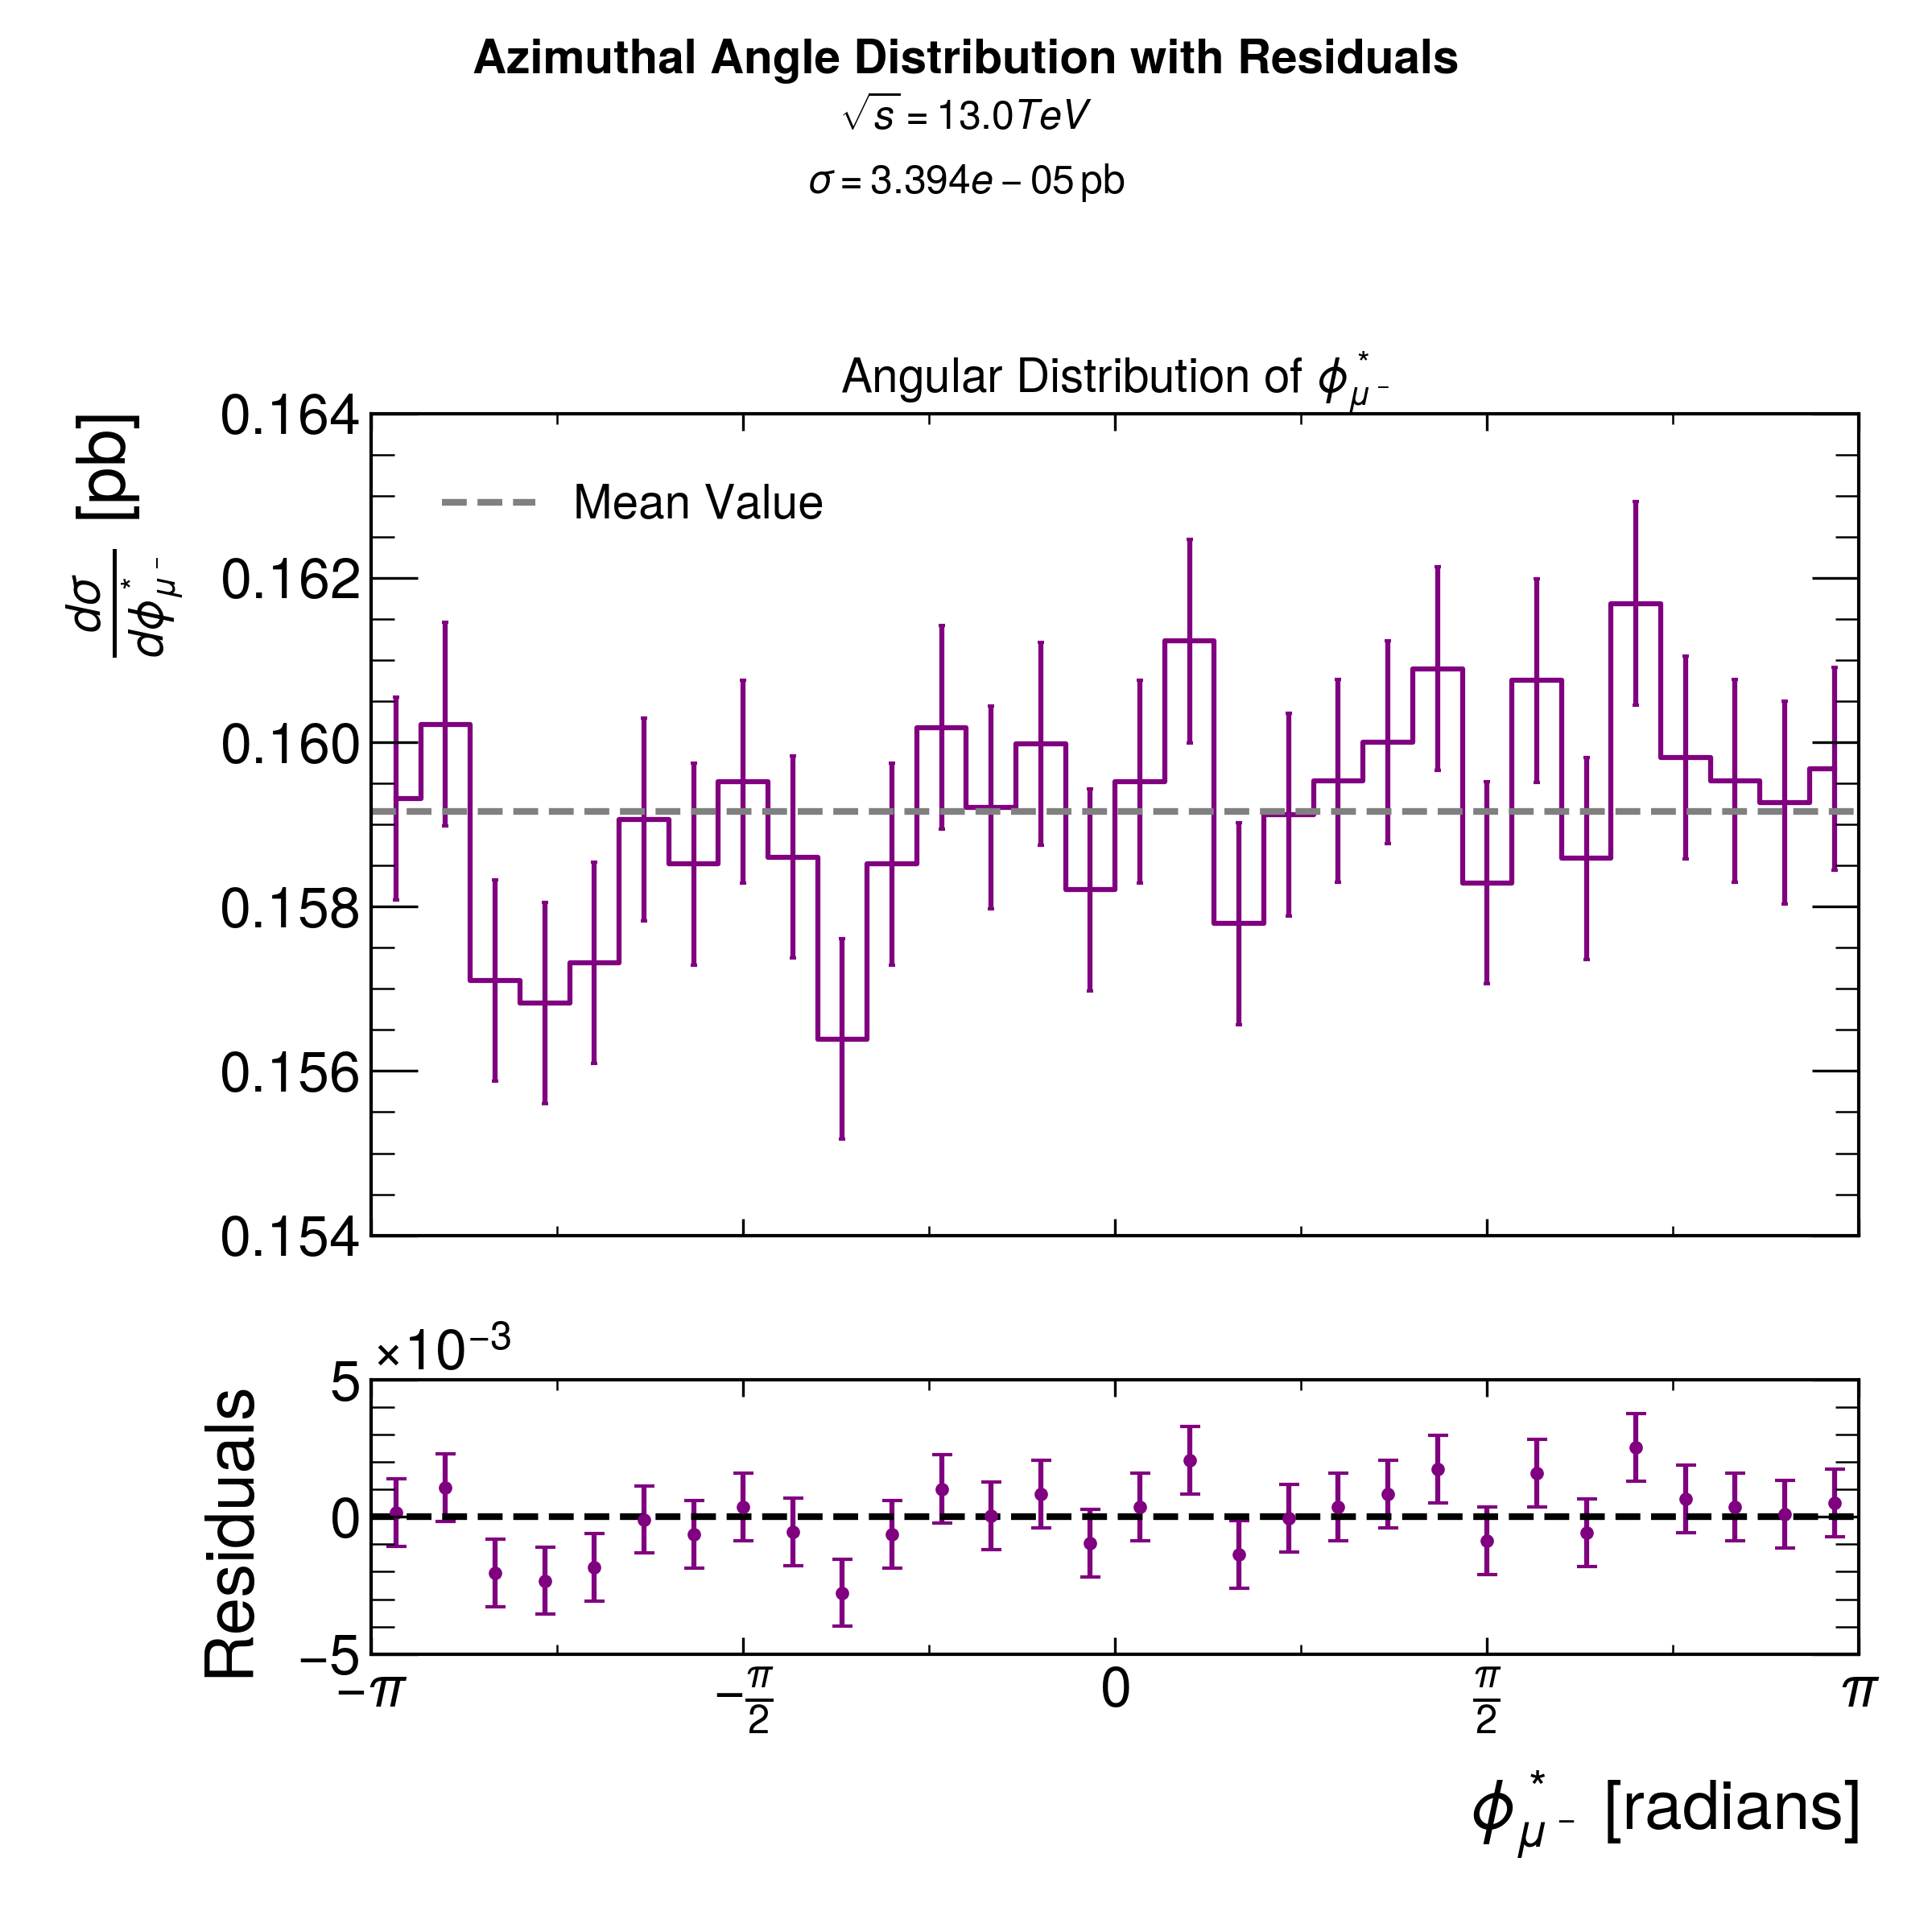 Azimuthal Angle Distribution with Residuals
√s = 13.0TeV
σ = 3.394e − 05 pb
Angular Distribution of ϕ*μ⁻
dσ/dϕ*μ⁻ [pb]
0.164
Mean Value
0.162
0.160
0.158
0.156
0.154
×10⁻³
Residuals
5
0
−5
−π −π/2 0 π/2 π
ϕ*μ⁻ [radians]